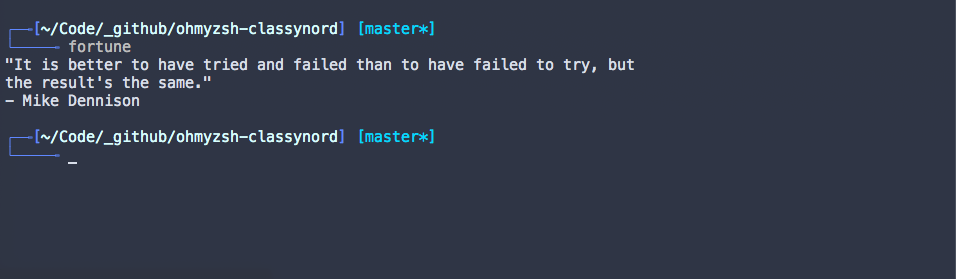 [~/Code/_github/ohmyzsh-classynord] [master*]
fortune
"It is better to have tried and failed than to have failed to try, but
the result's the same."
- Mike Dennison
[~/Code/_github/ohmyzsh-classynord] [master*]
_